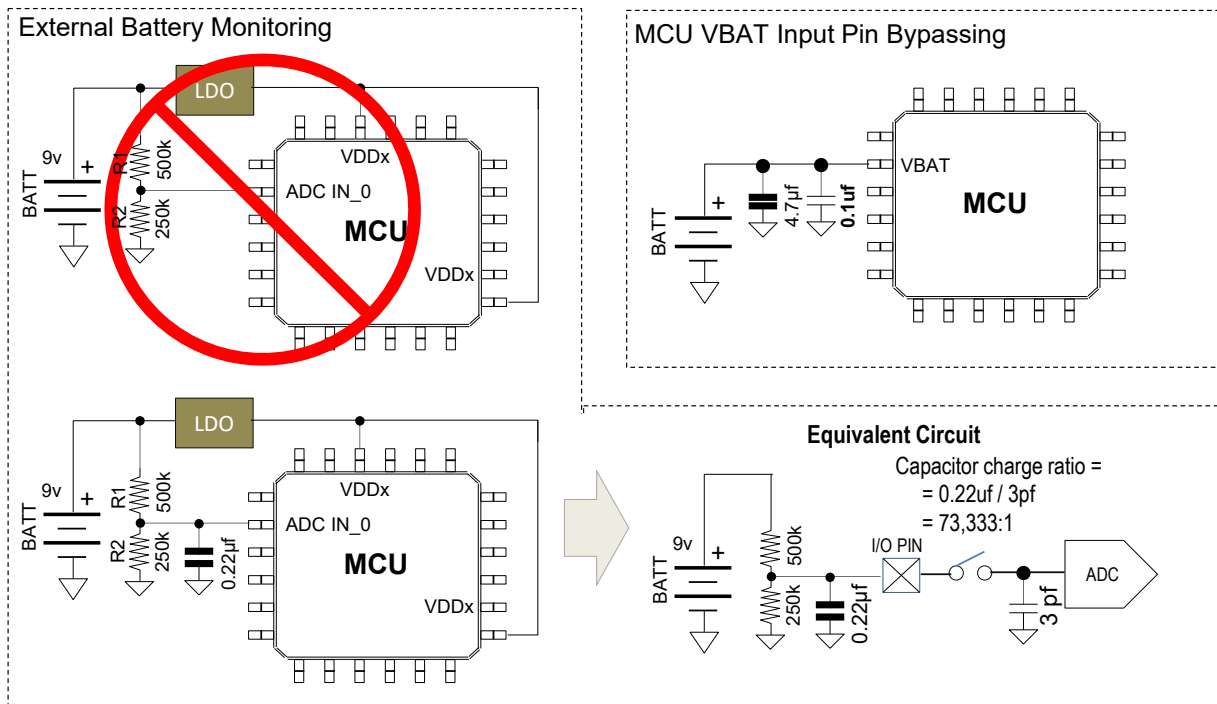 External Battery Monitoring
LDO
9v
+
BATT
R1
500k
R2
250k
VDDx
ADC IN_0
MCU
VDDx
MCU VBAT Input Pin Bypassing
+
BATT
4.7µf
0.1uf
VBAT
MCU
LDO
9v
+
BATT
R1
500k
R2
250k
0.22µf
VDDx
ADC IN_0
MCU
VDDx
Equivalent Circuit
Capacitor charge ratio =
= 0.22uf / 3pf
= 73,333:1
9v
+
BATT
500k
250k
0.22µf
I/O PIN
3 pf
ADC